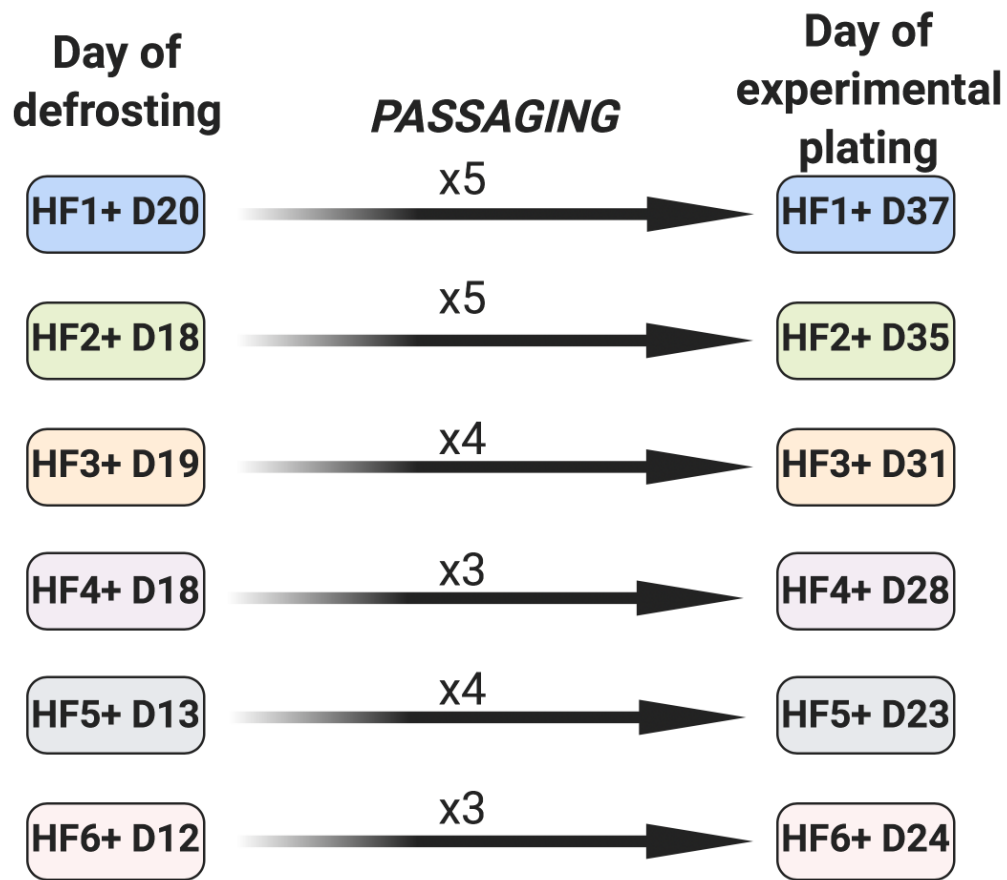 Day of
defrosting
PASSAGING
Day of
experimental
plating
HF1+ D20
x5
HF1+ D37
HF2+ D18
x5
HF2+ D35
HF3+ D19
x4
HF3+ D31
HF4+ D18
x3
HF4+ D28
HF5+ D13
x4
HF5+ D23
HF6+ D12
x3
HF6+ D24